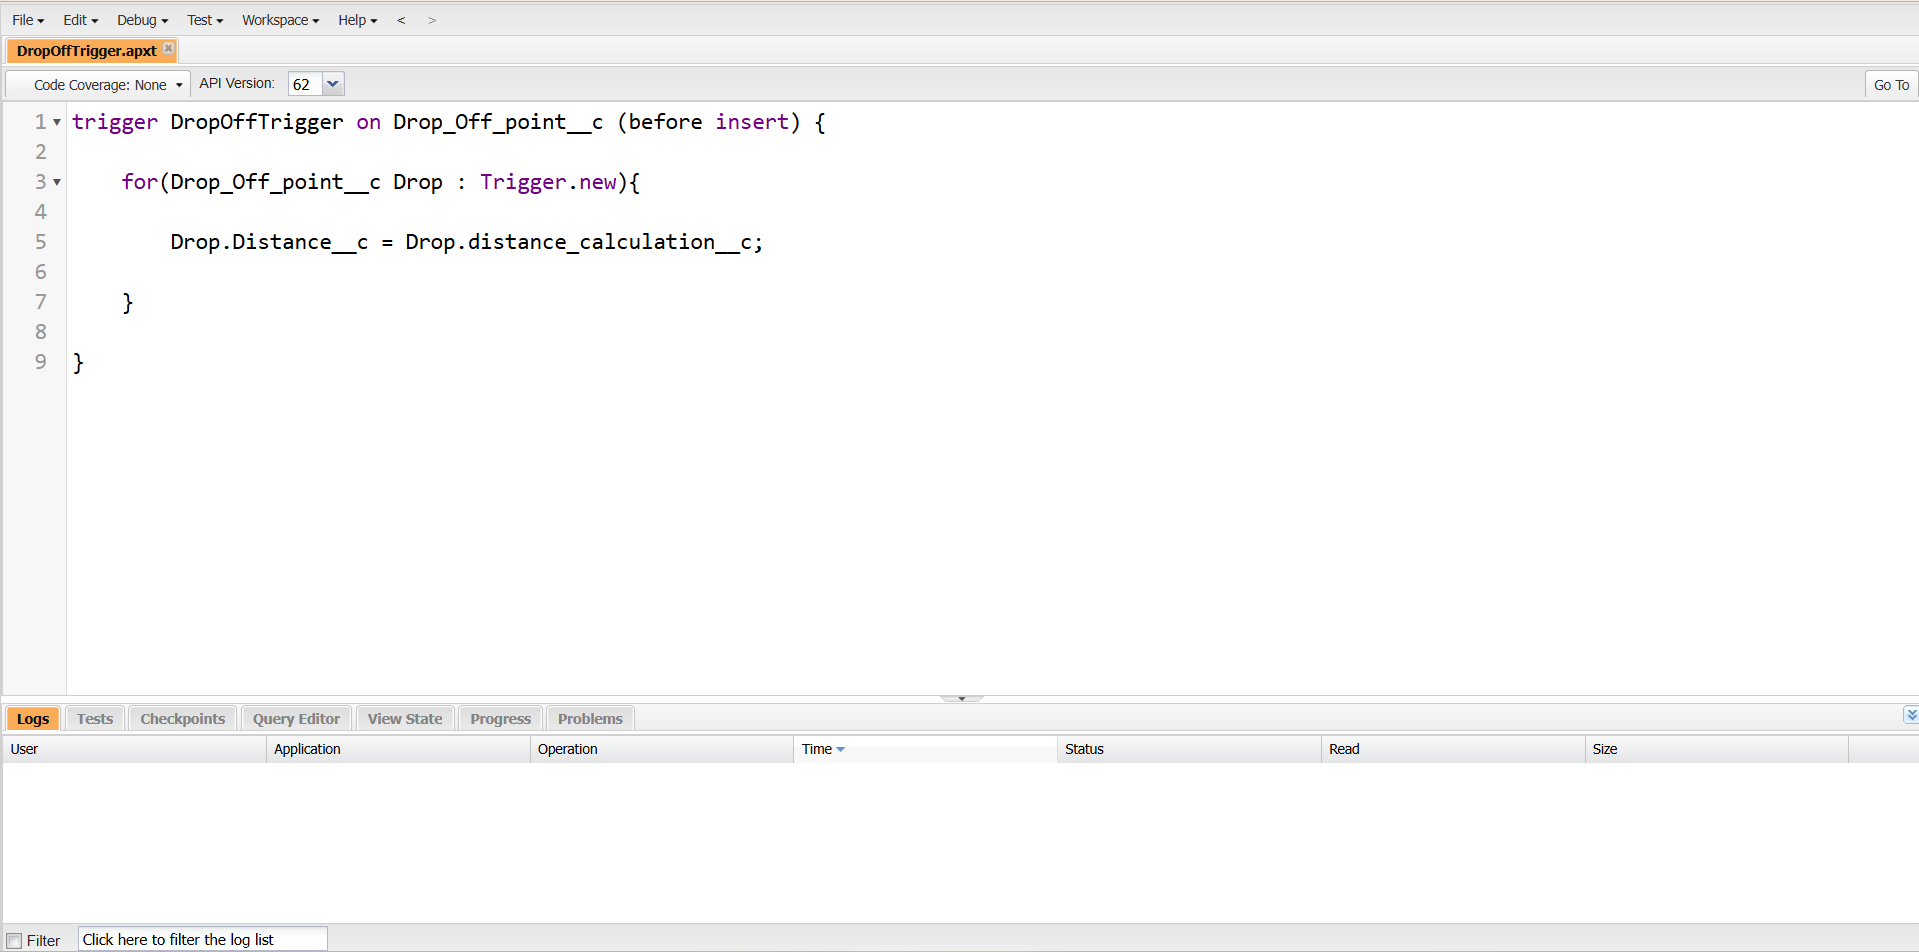 File Edit Debug Test Workspace Help < >
DropOffTrigger.apxt
Code Coverage: None API Version: 62 Go To
1 trigger DropOffTrigger on Drop_Off_point__c (before insert) {
2
3     for(Drop_Off_point__c Drop : Trigger.new){
4
5         Drop.Distance__c = Drop.distance_calculation__c;
6
7     }
8
9 }
Logs Tests Checkpoints Query Editor View State Progress Problems
User Application Operation Time Status Read Size
Filter Click here to filter the log list